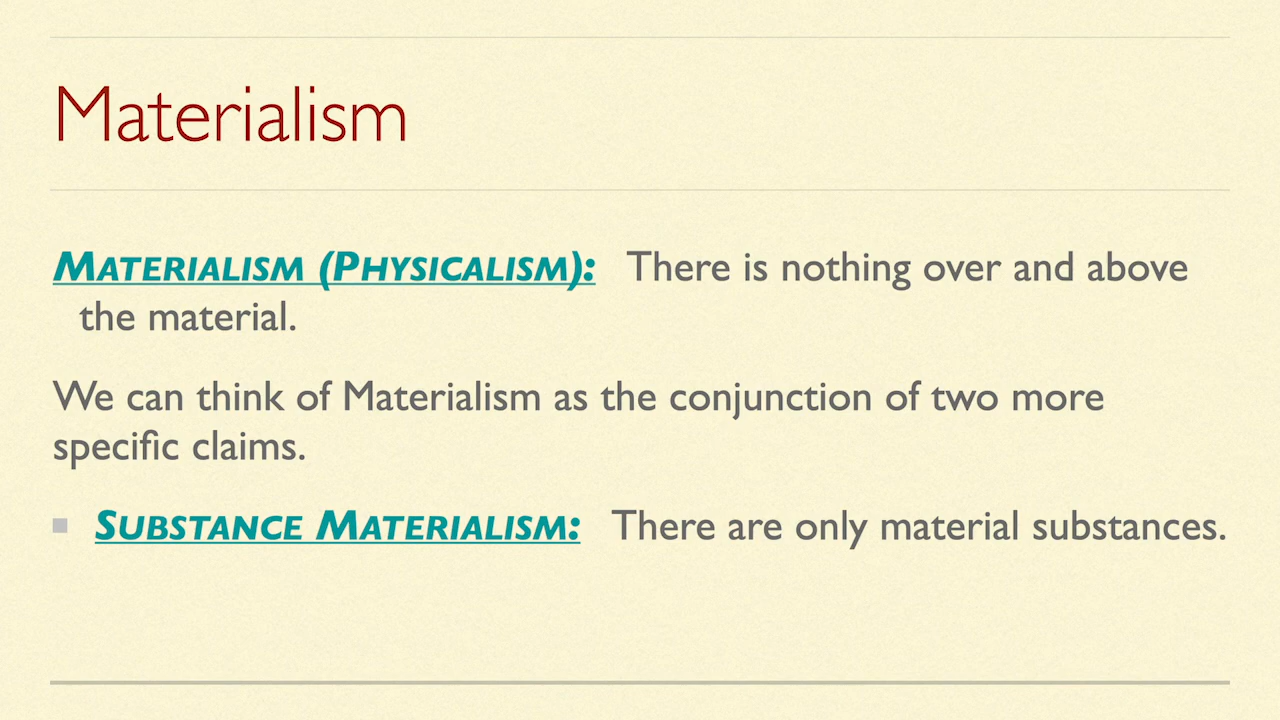 Materialism
MATERIALISM (PHYSICALISM): There is nothing over and above
the material.
We can think of Materialism as the conjunction of two more
specific claims.
▪ SUBSTANCE MATERIALISM: There are only material substances.